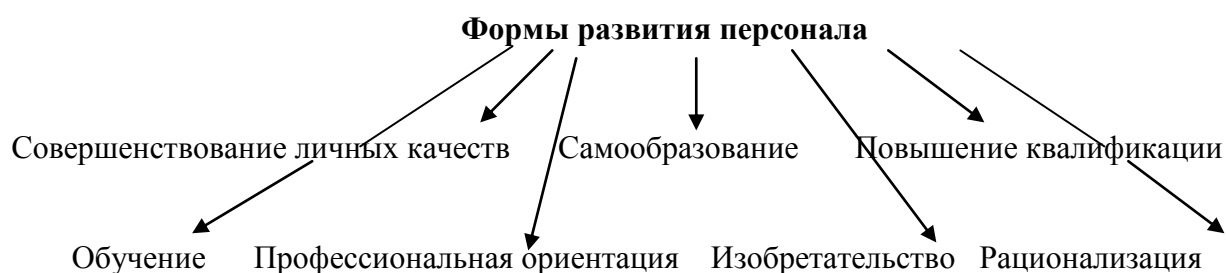 Формы развития персонала
Совершенствование личных качеств Самообразование Повышение квалификации
Обучение Профессиональная ориентация Изобретательство Рационализация